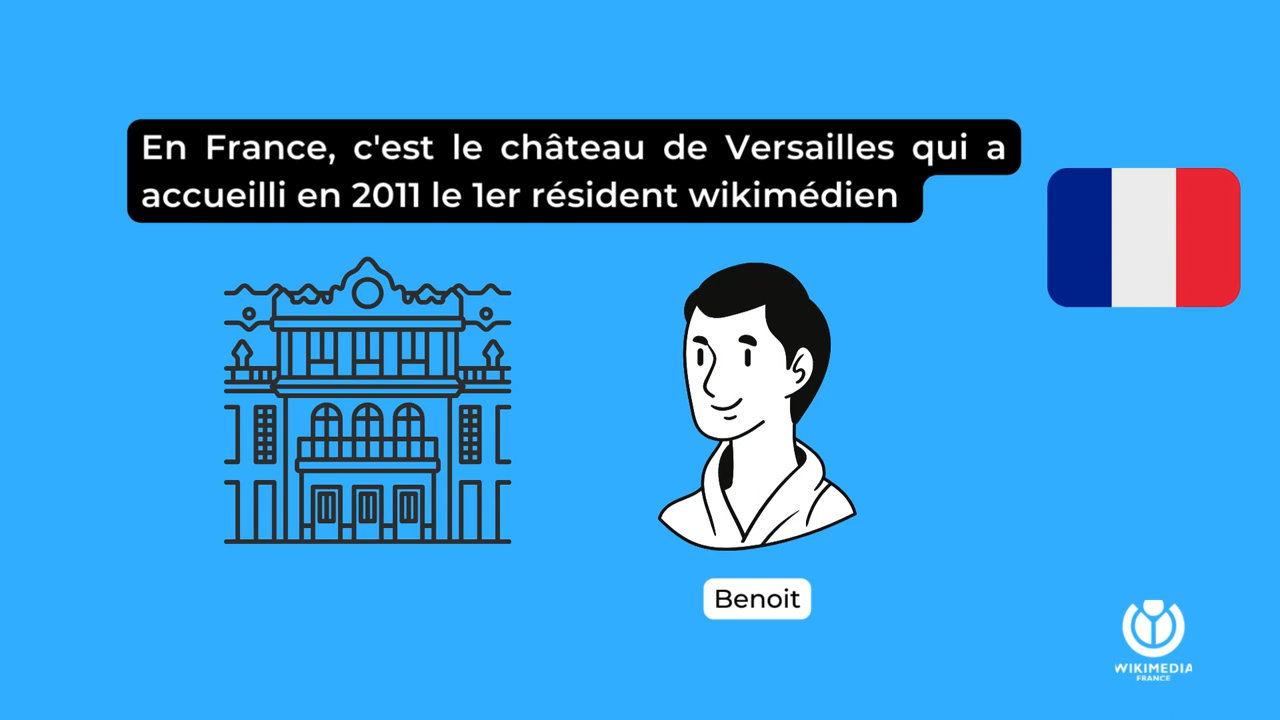 En France, c'est le château de Versailles qui a
accueilli en 2011 le 1er résident wikimédien
Benoit
WIKIMEDIA
FRANCE